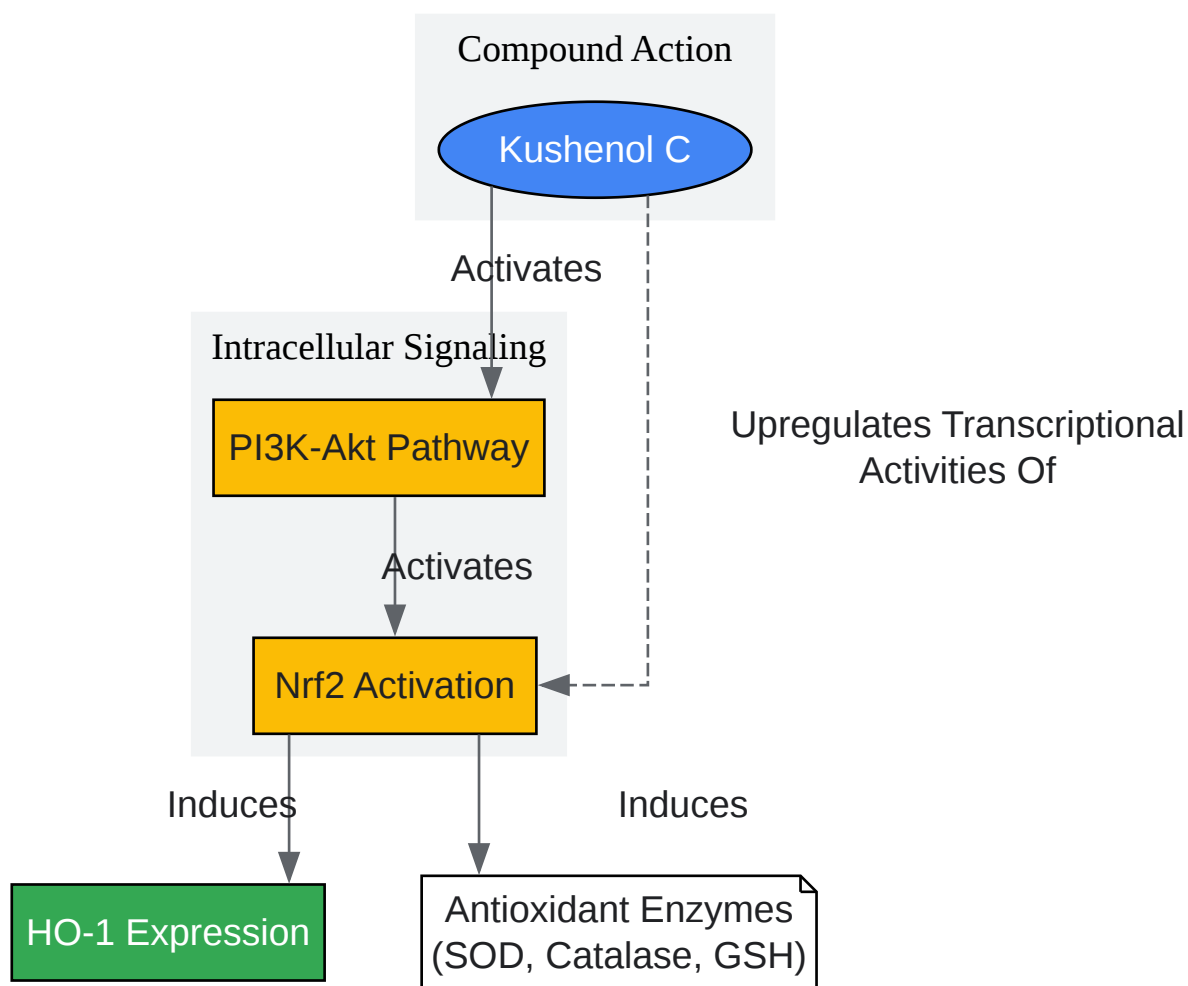 Compound Action
Kushenol C
Activates
Intracellular Signaling
PI3K-Akt Pathway
Upregulates Transcriptional
Activities Of
Activates
Nrf2 Activation
Induces
Induces
HO-1 Expression
Antioxidant Enzymes
(SOD, Catalase, GSH)